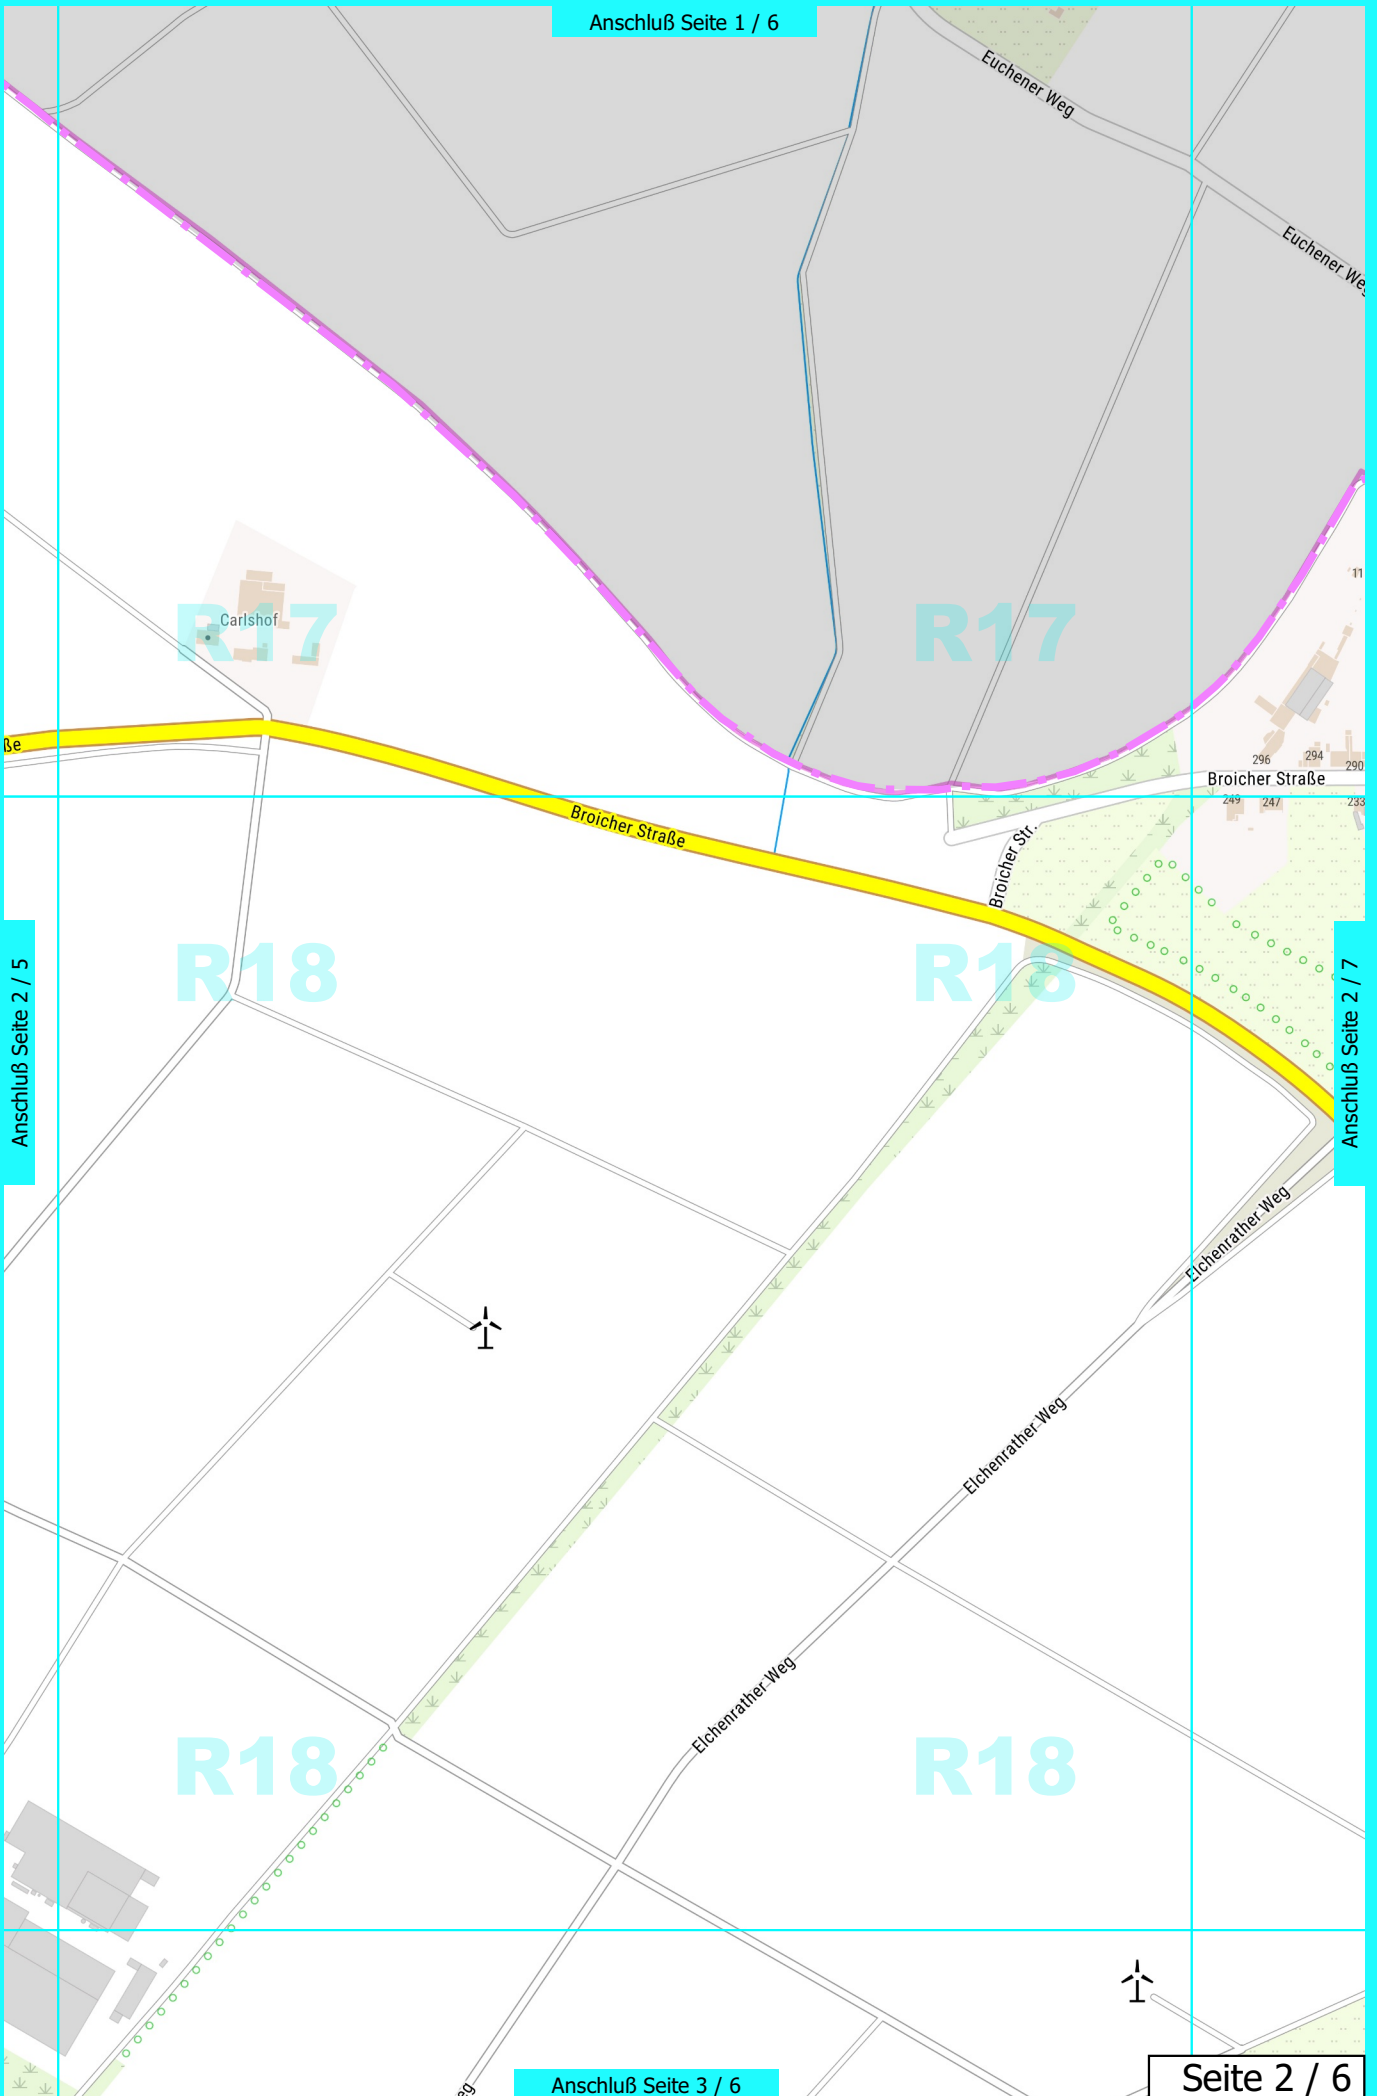 Anschluß Seite 1 / 6
Euchener Weg
Euchener Weg
11
R17
Carlshof
R17
ße
296
294
290
Broicher Straße
249
247
233
Broicher Straße
Broicher Str.
R18
R18
Anschluß Seite 2 / 5
Anschluß Seite 2 / 7
Elchenrather Weg
Elchenrather Weg
Elchenrather Weg
R18
R18
eg
Anschluß Seite 3 / 6
Seite 2 / 6